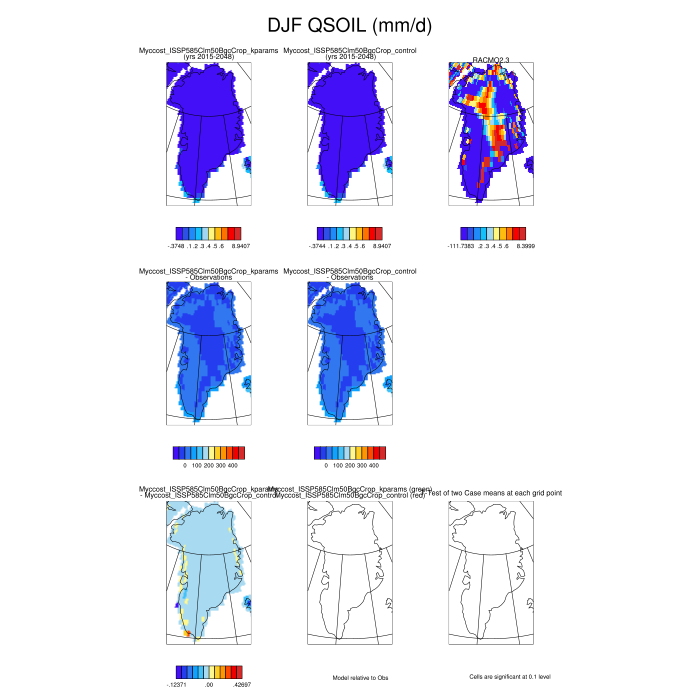 DJF QSOIL (mm/d)
Myccost_ISSP585Clm50BgcCrop_kparams
(yrs 2015-2048)
Myccost_ISSP585Clm50BgcCrop_control
(yrs 2015-2048)
RACMO2.3
-.3748 .1 .2 .3 .4 .5 .6 8.9407
-.3744 .1 .2 .3 .4 .5 .6 8.9407
-111.7383 .2 .3 .4 .5 .6 8.3999
Myccost_ISSP585Clm50BgcCrop_kparams
- Observations
Myccost_ISSP585Clm50BgcCrop_control
- Observations
0 100 200 300 400
0 100 200 300 400
Myccost_ISSP585Clm50BgcCrop_kparams
- Myccost_ISSP585Clm50BgcCrop_control
Myccost_ISSP585Clm50BgcCrop_kparams (green)
Myccost_ISSP585Clm50BgcCrop_control (red)
T-Test of two Case means at each grid point
-.12371 .00 .42697
Model relative to Obs
Cells are significant at 0.1 level